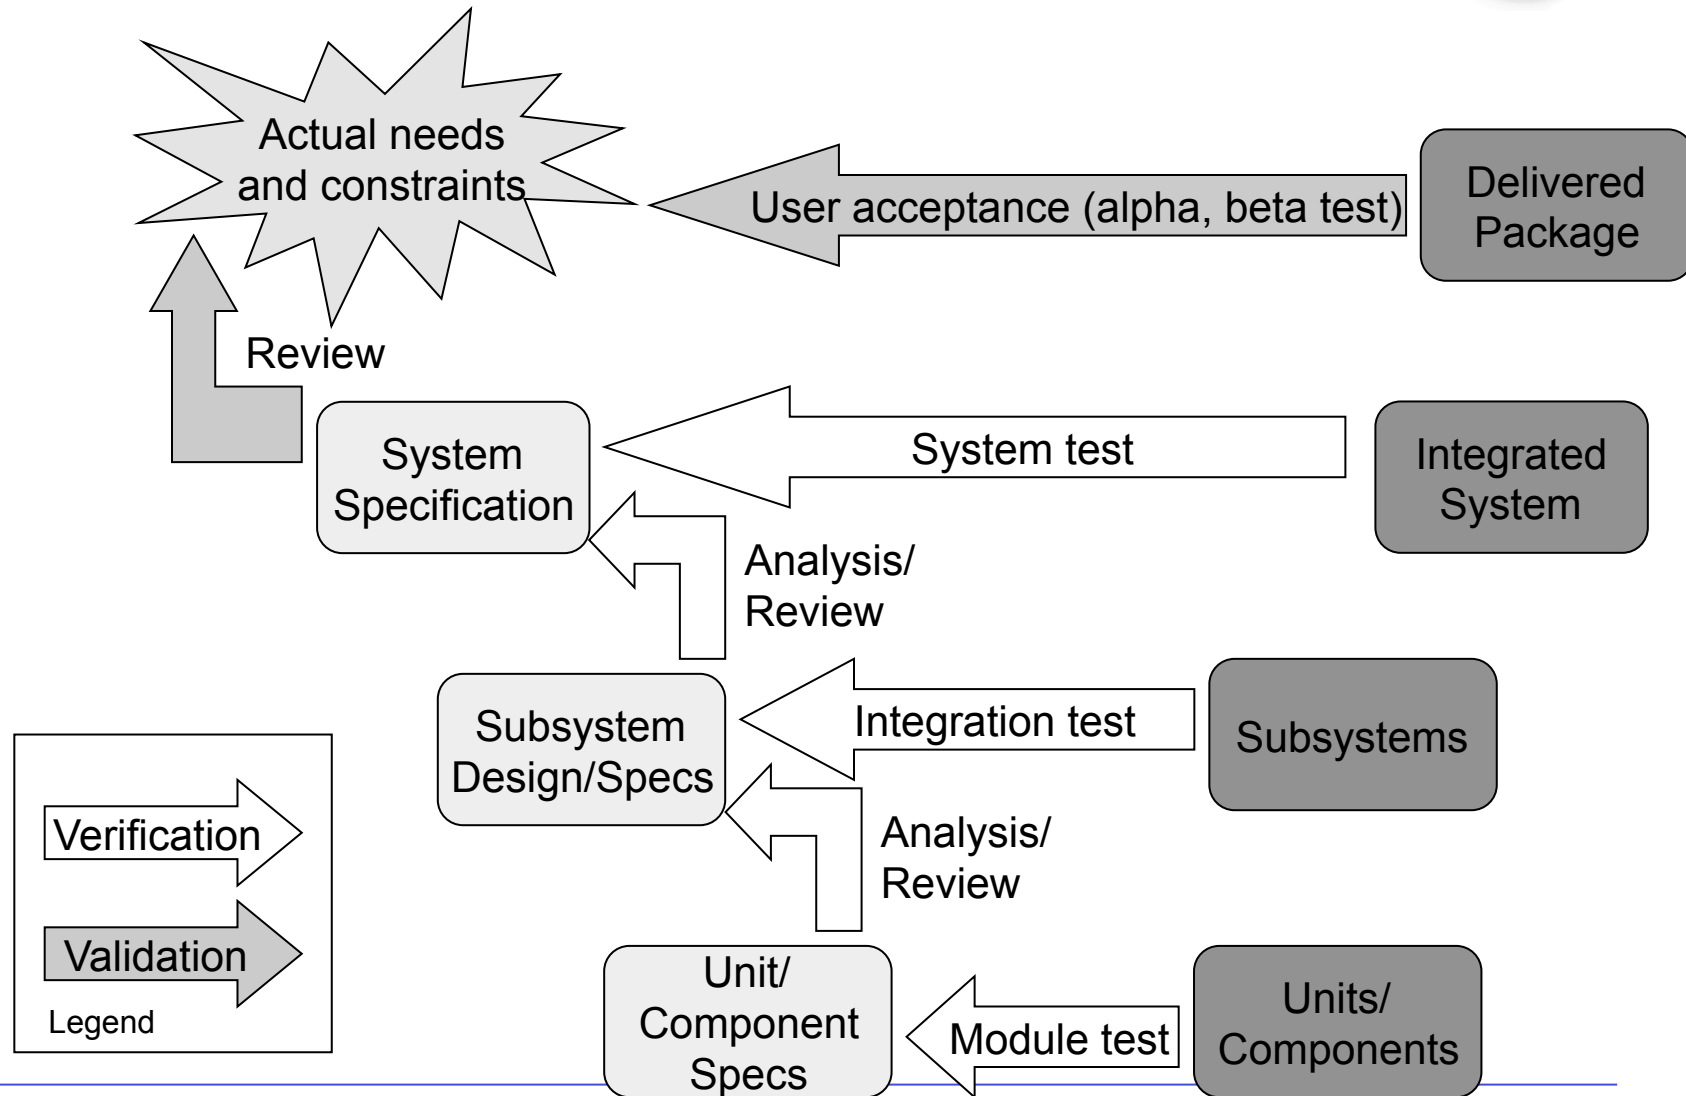 Actual needs
and constraints
User acceptance (alpha, beta test)
Delivered
Package
Review
System
Specification
System test
Integrated
System
Analysis/
Review
Subsystem
Design/Specs
Integration test
Subsystems
Analysis/
Review
Verification
Validation
Legend
Unit/
Component
Specs
Module test
Units/
Components